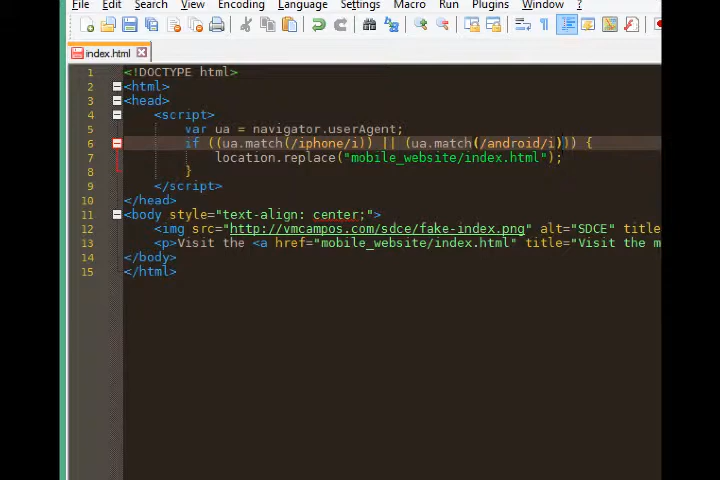 File Edit Search View Encoding Language Settings Macro Run Plugins Window ?
index.html
1 <!DOCTYPE html>
2 <html>
3 <head>
4 <script>
5 var ua = navigator.userAgent;
6 if ((ua.match(/iphone/i)) || (ua.match(/android/i))) {
7 location.replace("mobile_website/index.html");
8 }
9 </script>
10 </head>
11 <body style="text-align: center;">
12 <img src="http://vmcampos.com/sdce/fake-index.png" alt="SDCE" title
13 <p>Visit the <a href="mobile_website/index.html" title="Visit the m
14 </body>
15 </html>